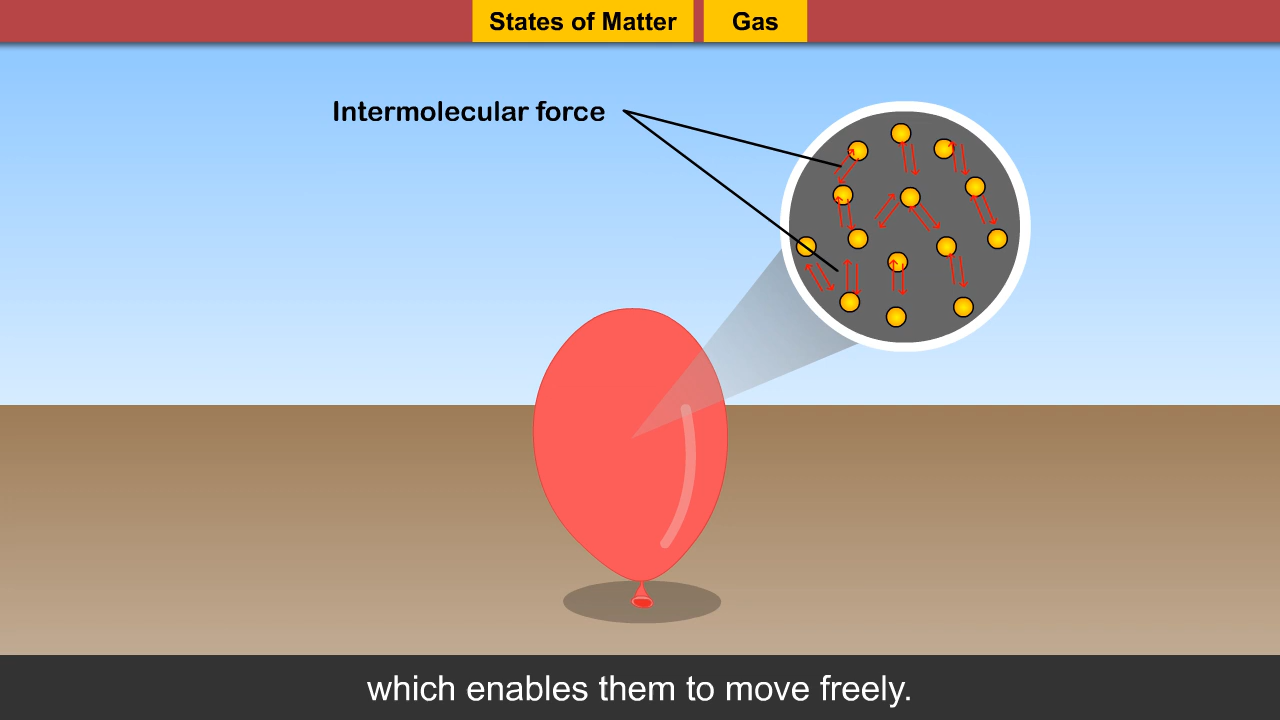 States of Matter
Gas
Intermolecular force
which enables them to move freely.